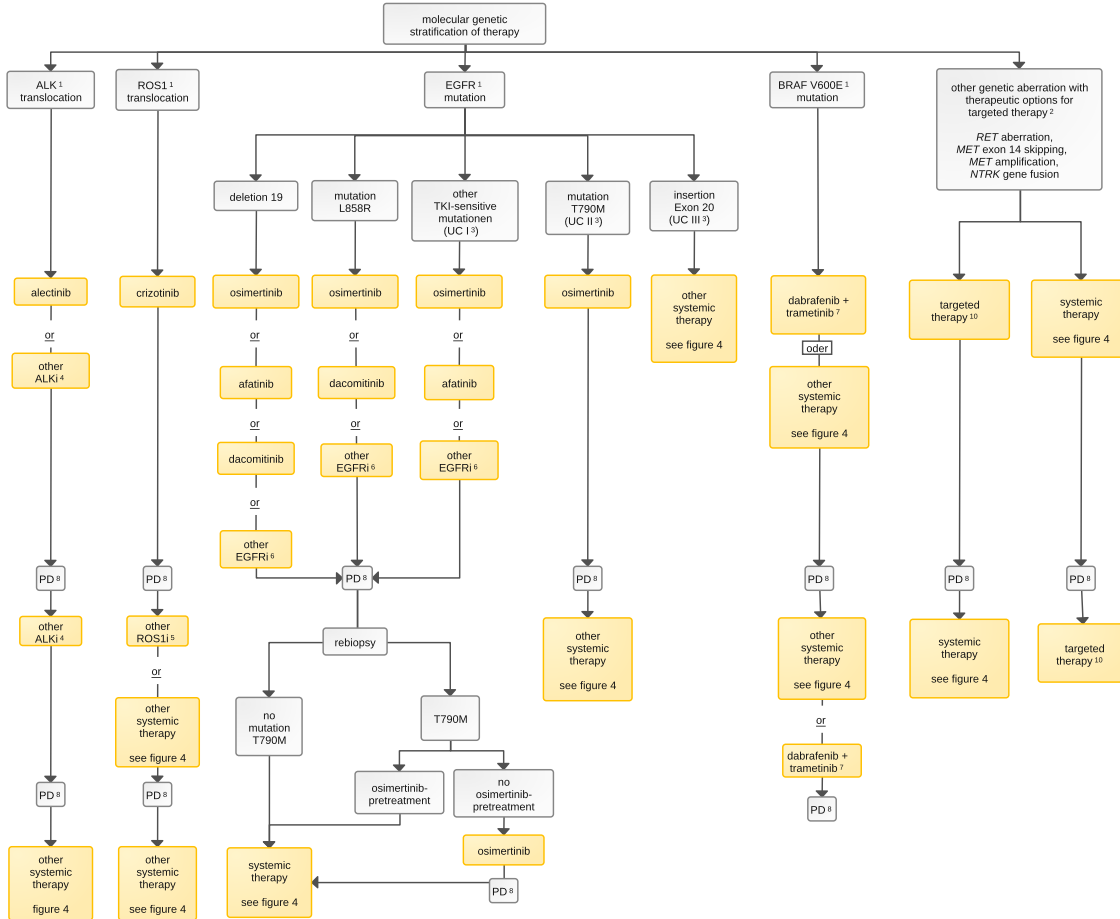 molecular genetic
stratification of therapy
ALK 1
translocation
ROS1 1
translocation
EGFR 1
mutation
BRAF V600E 1
mutation
other genetic aberration with
therapeutic options for
targeted therapy 2
RET aberration,
MET exon 14 skipping,
MET amplification,
NTRK gene fusion
deletion 19
mutation
L858R
other
TKI-sensitive
mutationen
(UC I 3)
mutation
T790M
(UC II 3)
insertion
Exon 20
(UC III 3)
alectinib
or
other
ALKi 4
crizotinib
osimertinib
or
afatinib
or
dacomitinib
or
other
EGFRi 6
osimertinib
or
dacomitinib
or
other
EGFRi 6
osimertinib
or
afatinib
or
other
EGFRi 6
osimertinib
other
systemic
therapy
see figure 4
dabrafenib +
trametinib 7
oder
other
systemic
therapy
see figure 4
targeted
therapy 10
systemic
therapy
see figure 4
PD 8
PD 8
PD 8
PD 8
PD 8
PD 8
PD 8
other
ALKi 4
other
ROS1i 5
or
other
systemic
therapy
see figure 4
rebiopsy
no
mutation
T790M
T790M
osimertinib-
pretreatment
no
osimertinib-
pretreatment
osimertinib
PD 8
systemic
therapy
see figure 4
other
systemic
therapy
see figure 4
other
systemic
therapy
see figure 4
or
dabrafenib +
trametinib 7
PD 8
systemic
therapy
see figure 4
targeted
therapy 10
PD 8
PD 8
other
systemic
therapy
figure 4
other
systemic
therapy
see figure 4